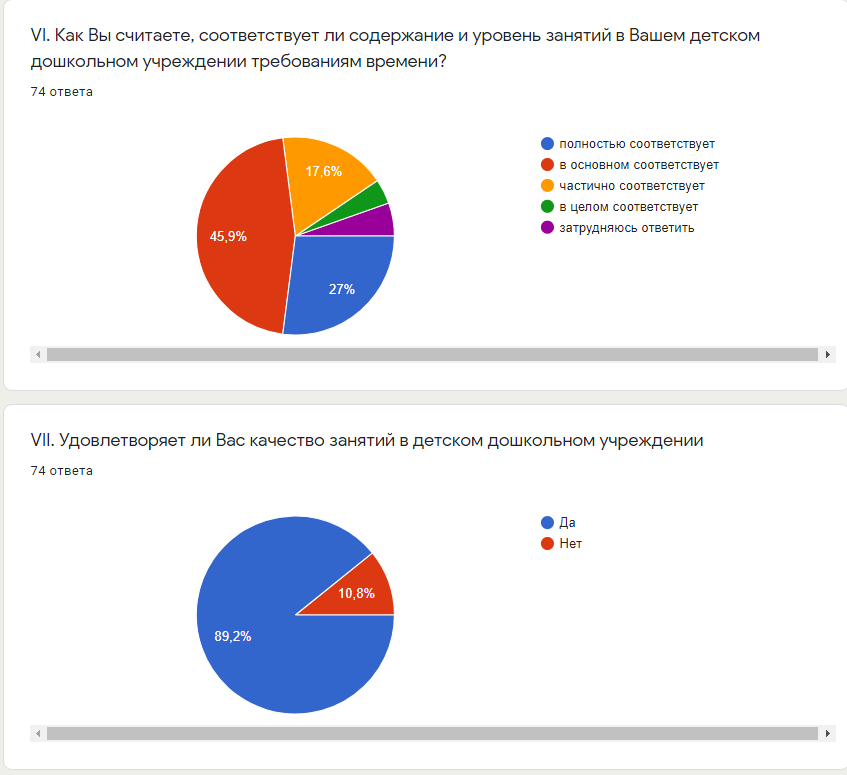 VI. Как Вы считаете, соответствует ли содержание и уровень занятий в Вашем детском
дошкольном учреждении требованиям времени?
74 ответа
17,6%
45,9%
27%
полностью соответствует
в основном соответствует
частично соответствует
в целом соответствует
затрудняюсь ответить
VII. Удовлетворяет ли Вас качество занятий в детском дошкольном учреждении
74 ответа
10,8%
89,2%
Да
Нет